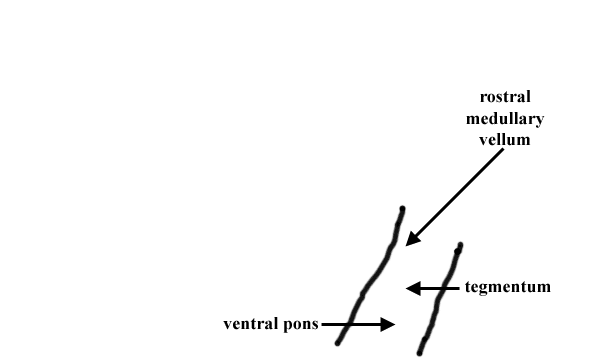 rostral
medullary
vellum
tegmentum
ventral pons